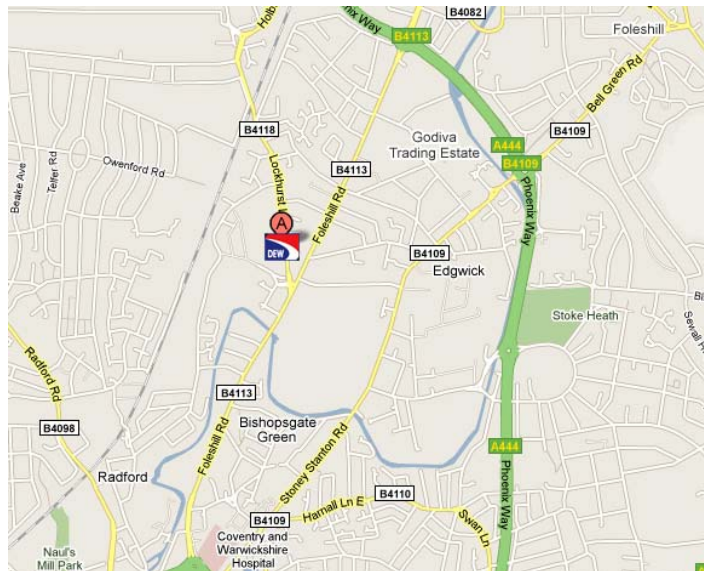 B4082
Foleshill
Phoenix Way
B4113
Bell Green Rd
B4118
Godiva
Trading Estate
B4109
A444
B4109
Owenford Rd
Beake Ave
Telfer Rd
Lockhurst
B4113
Foleshill Rd
Phoenix Way
A
DEW
B4109
Edgwick
Stoke Heath
Radford Rd
B4113
Bishopsgate
Green
B4098
Foleshill Rd
Stoney Stanton Rd
A444
Radford
B4110
Harnall Ln E
Phoenix Way
B4109
Swan Ln
Coventry and
Warwickshire
Hospital
Naul's
Mill Park